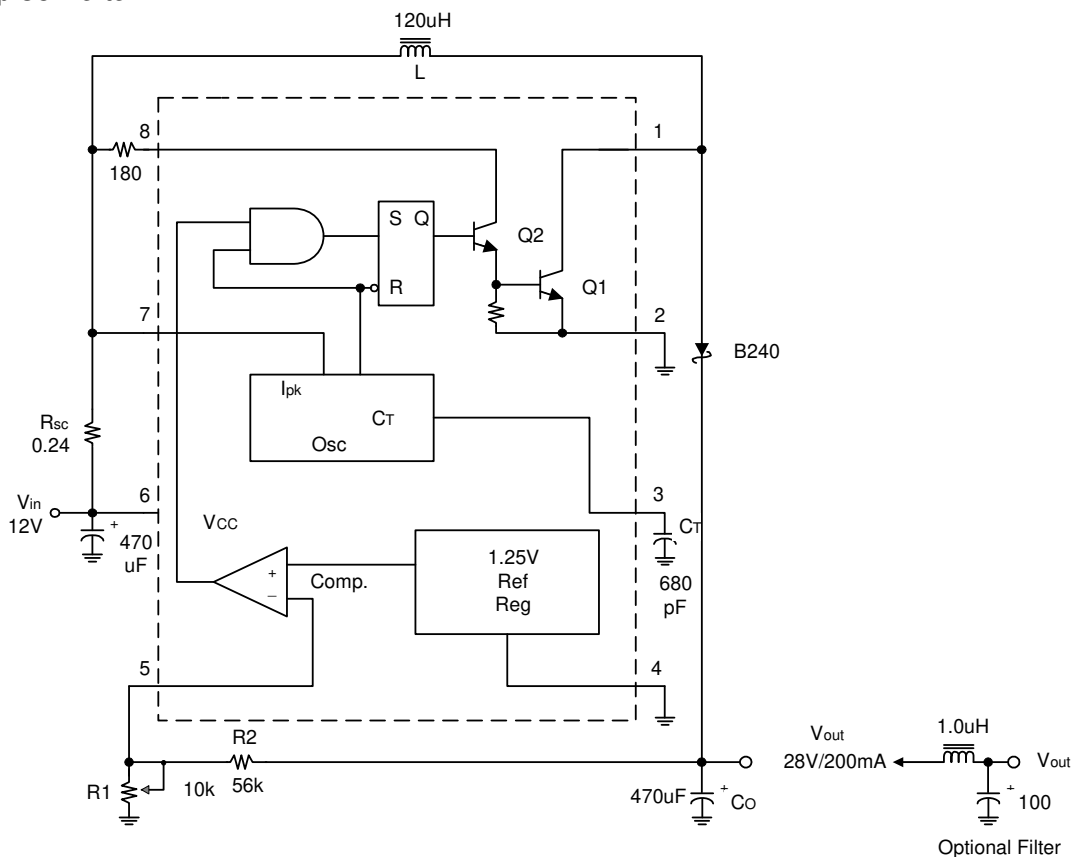 120uH
L
8
1
180
S Q
Q2
R
Q1
7
2
B240
Ipk
CT
Osc
Rsc
0.24
3
Vin
12V
6
+
470
uF
VCC
CT
680
pF
1.25V
Ref
Reg
+
−
Comp.
5
4
R2
56k
R1
10k
Vout
28V/200mA
1.0uH
Vout
470uF
+
CO
+
100
Optional Filter